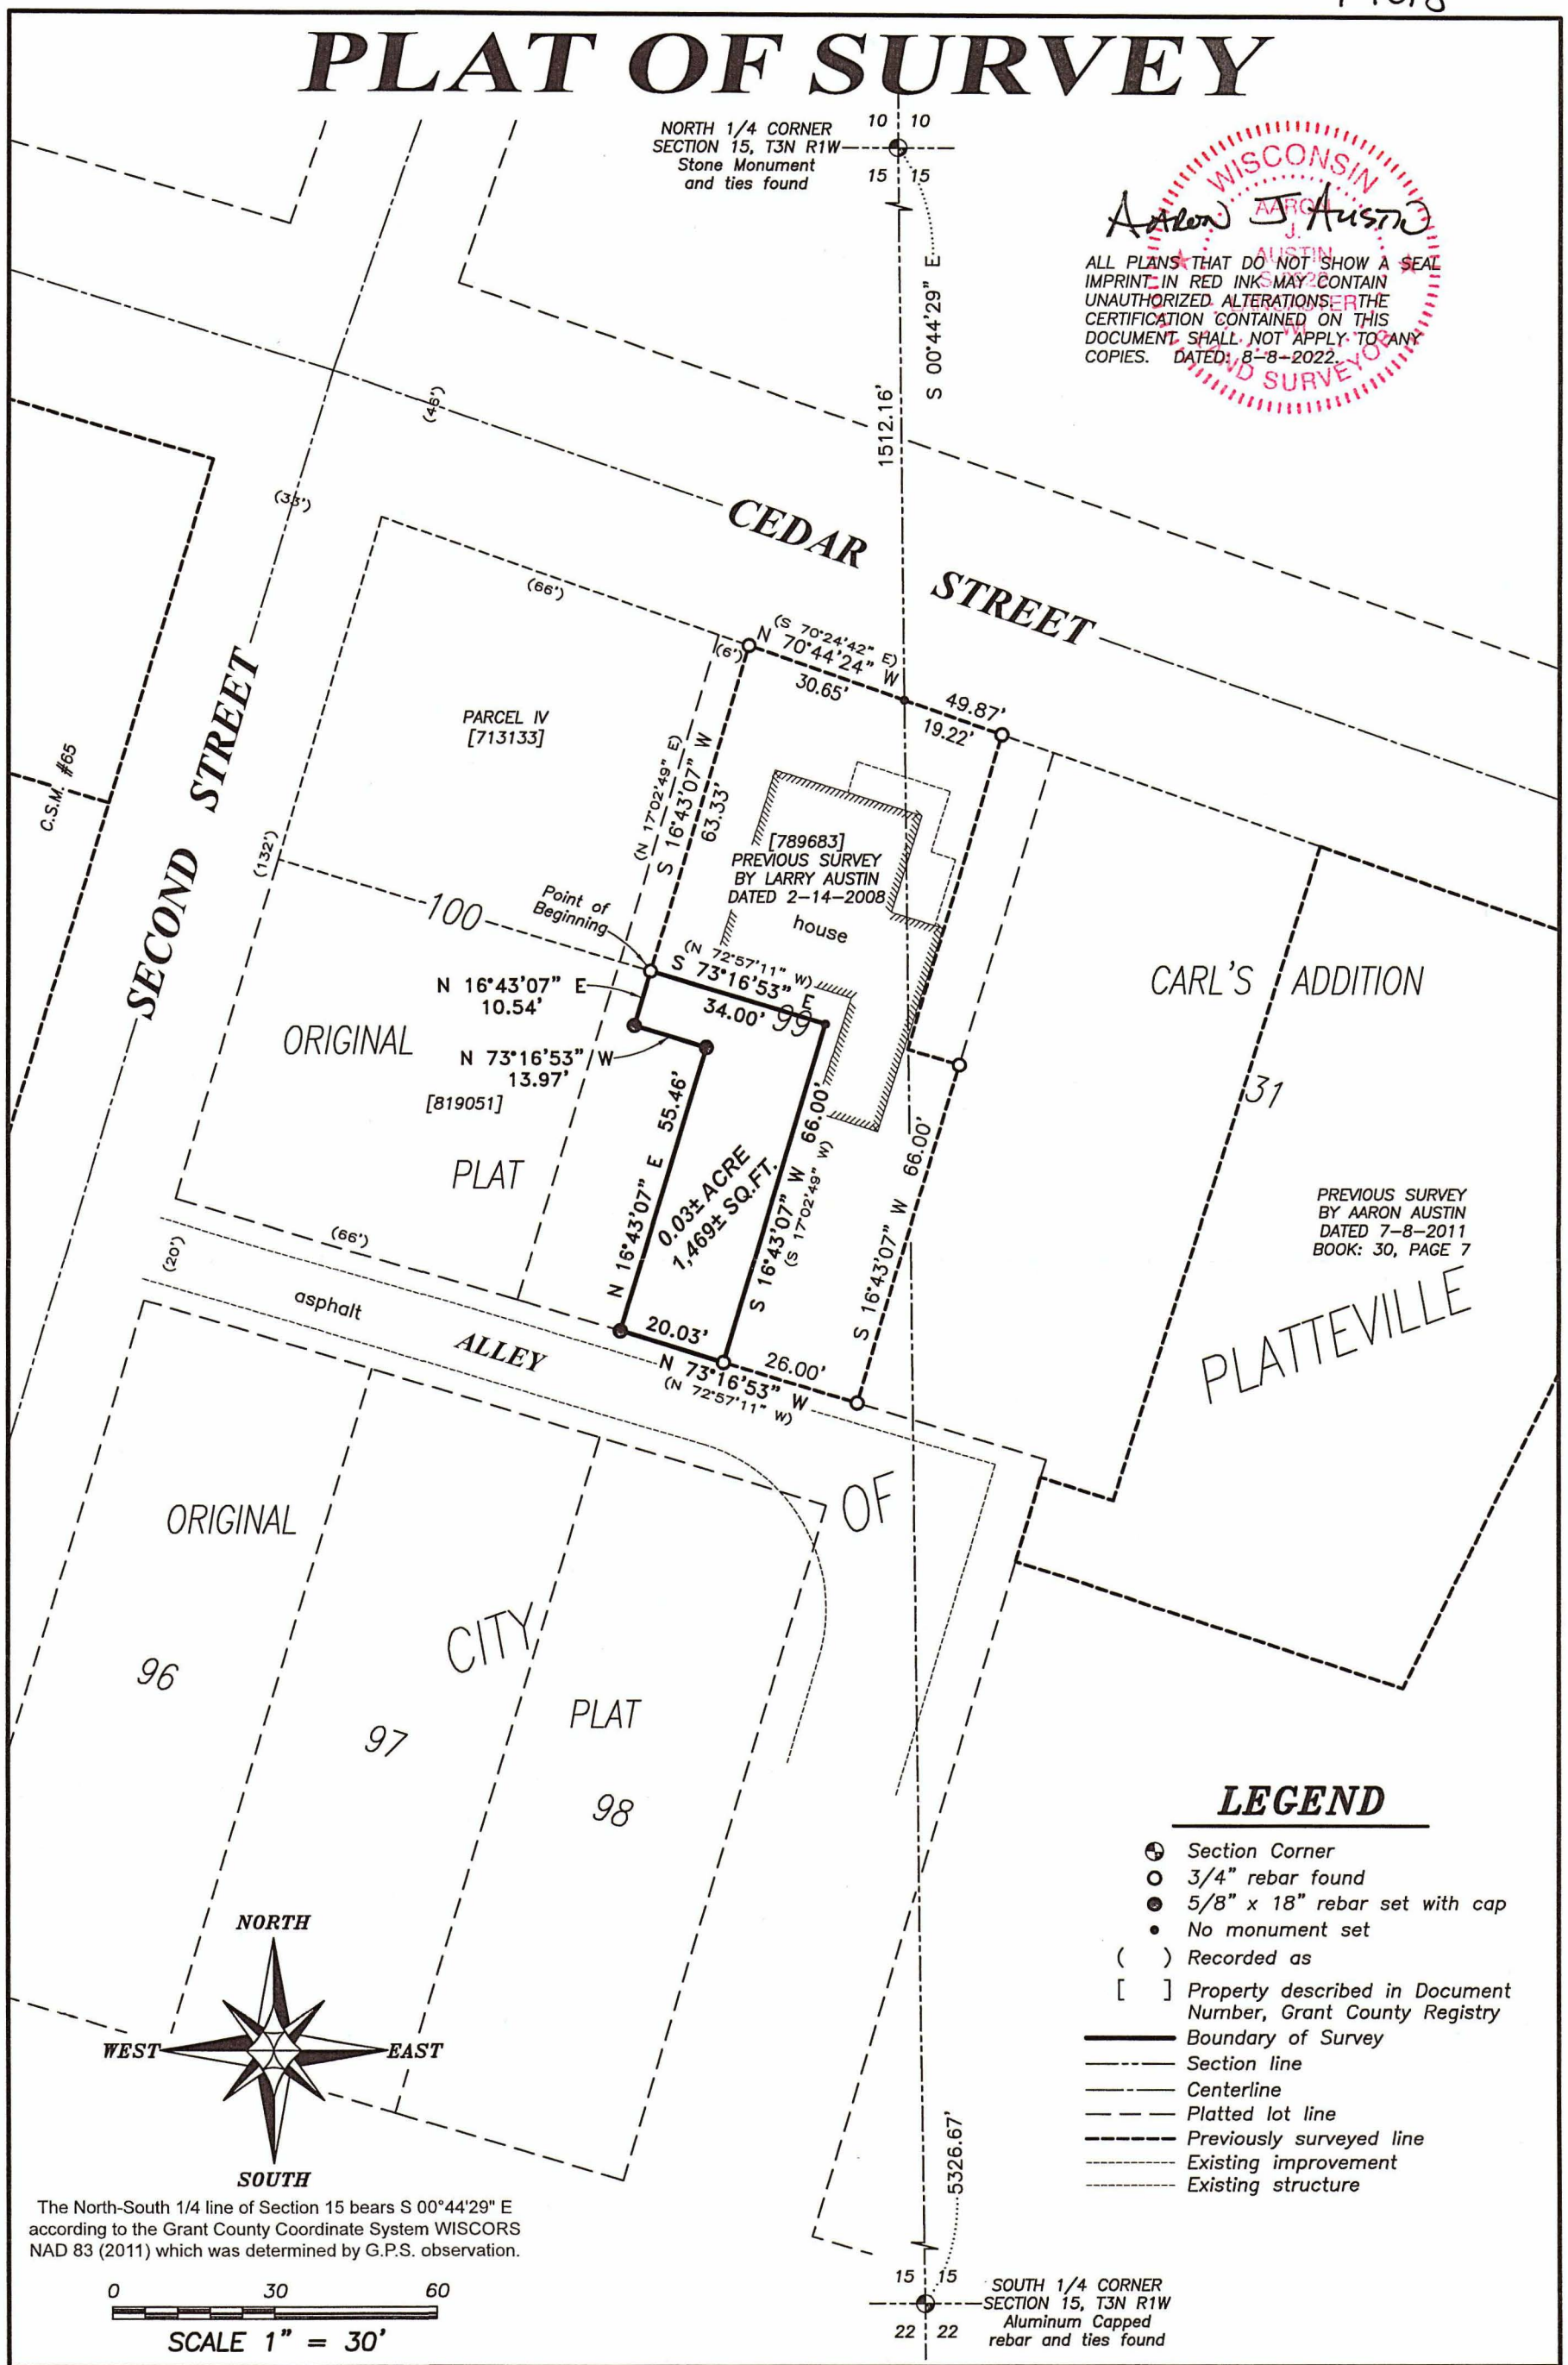 PLAT OF SURVEY
NORTH 1/4 CORNER
SECTION 15, T3N R1W
Stone Monument
and ties found
10 10
15 15
WISCONSIN
AARON
J.
AUSTIN
LAND SURVEYOR
Aaron J Austin
ALL PLANS THAT DO NOT SHOW A SEAL
IMPRINT IN RED INK MAY CONTAIN
UNAUTHORIZED ALTERATIONS. THE
CERTIFICATION CONTAINED ON THIS
DOCUMENT SHALL NOT APPLY TO ANY
COPIES. DATED: 8-8-2022.
S 00°44'29" E
1512.16'
(46')
(33')
CEDAR STREET
(66')
(S 70°24'42" E)
N 70°44'24" W
(6')
30.65'
49.87'
19.22'
SECOND STREET
PARCEL IV
[713133]
C.S.M. #65
(N 17°02'49" E)
S 16°43'07" W
63.33'
(132')
[789683]
PREVIOUS SURVEY
BY LARRY AUSTIN
DATED 2-14-2008
house
100
Point of
Beginning
(N 72°57'11" W)
S 73°16'53" E
34.00'
99
N 16°43'07" E
10.54'
N 73°16'53" W
13.97'
[819051]
ORIGINAL
PLAT
CARL'S ADDITION
31
55.46'
N 16°43'07" E
0.03± ACRE
1,469± SQ.FT.
66.00'
S 16°43'07" W
(S 17°02'49" W)
66.00'
S 16°43'07" W
PREVIOUS SURVEY
BY AARON AUSTIN
DATED 7-8-2011
BOOK: 30, PAGE 7
(66')
(20')
asphalt
ALLEY
20.03'
26.00'
N 73°16'53" W
(N 72°57'11" W)
CITY OF PLATTEVILLE
ORIGINAL
PLAT
96
97
98
LEGEND
Section Corner
3/4" rebar found
5/8" x 18" rebar set with cap
No monument set
( ) Recorded as
[ ] Property described in Document
Number, Grant County Registry
Boundary of Survey
Section line
Centerline
Platted lot line
Previously surveyed line
Existing improvement
Existing structure
NORTH
WEST
EAST
SOUTH
The North-South 1/4 line of Section 15 bears S 00°44'29" E
according to the Grant County Coordinate System WISCORS
NAD 83 (2011) which was determined by G.P.S. observation.
0 30 60
SCALE 1" = 30'
5326.67'
15 15
22 22
SOUTH 1/4 CORNER
SECTION 15, T3N R1W
Aluminum Capped
rebar and ties found